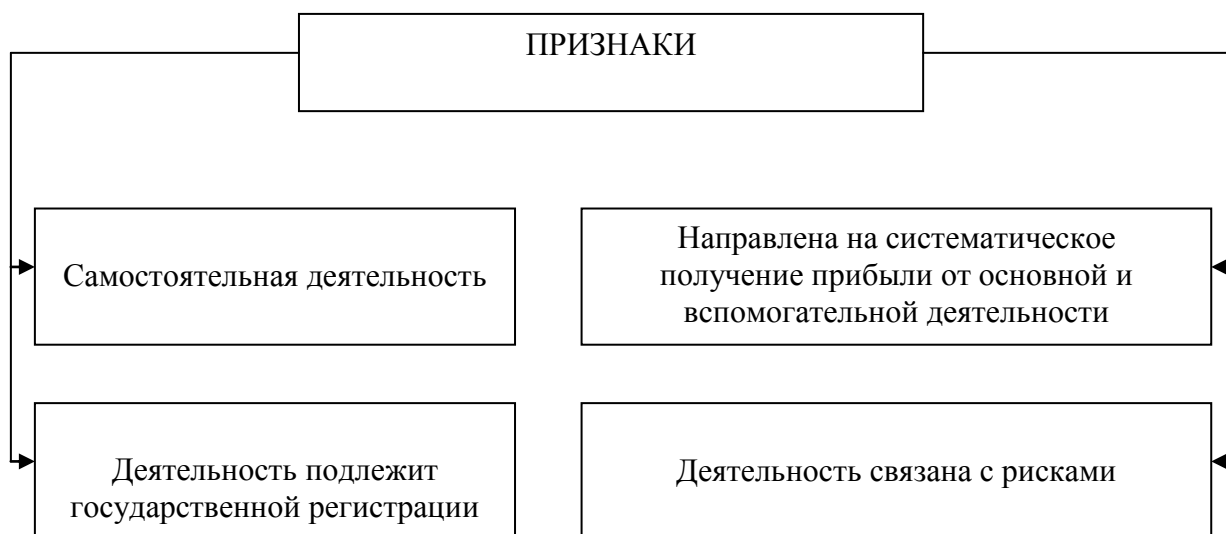 ПРИЗНАКИ
Самостоятельная деятельность
Направлена на систематическое
получение прибыли от основной и
вспомогательной деятельности
Деятельность подлежит
государственной регистрации
Деятельность связана с рисками